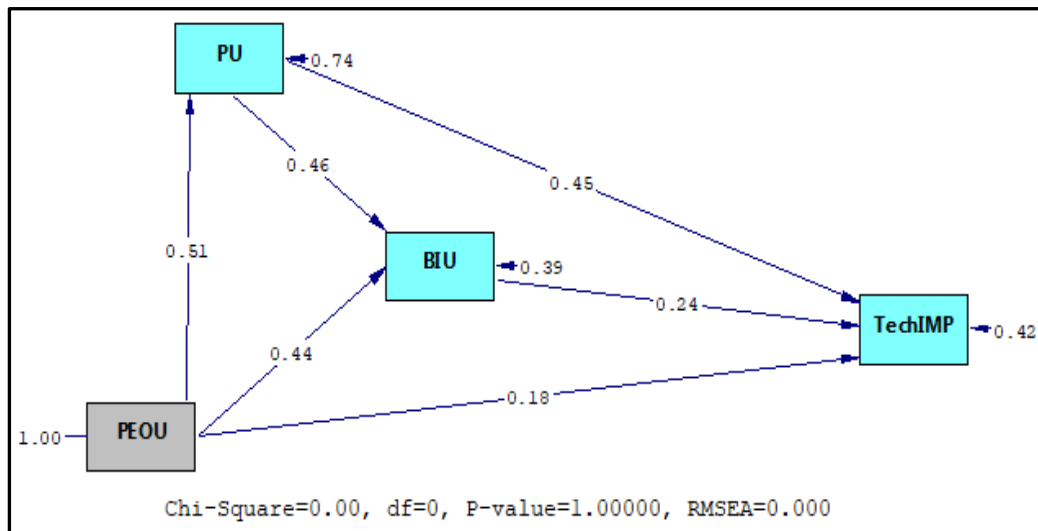 PU
0.74
0.46
0.45
0.51
BIU
0.39
0.24
TechIMP
0.42
0.44
0.18
1.00
PEOU
Chi-Square=0.00, df=0, P-value=1.00000, RMSEA=0.000